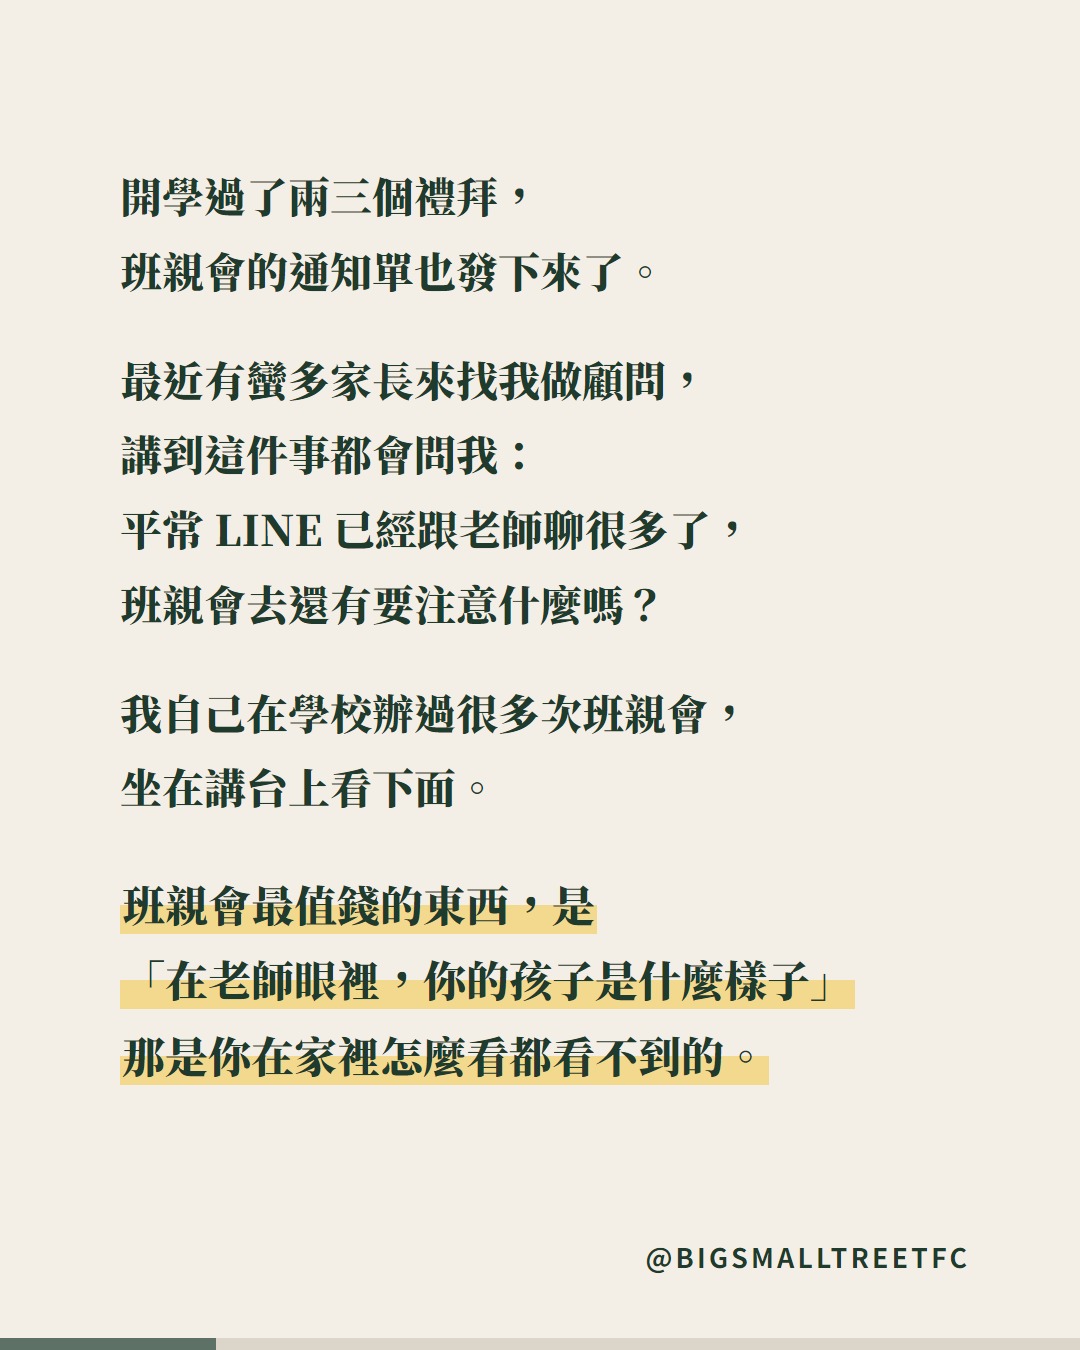 開學過了兩三個禮拜，
班親會的通知單也發下來了。
最近有蠻多家長來找我做顧問，
講到這件事都會問我：
平常 LINE 已經跟老師聊很多了，
班親會去還有要注意什麼嗎？
我自己在學校辦過很多次班親會，
坐在講台上看下面。
班親會最值錢的東西，是
「在老師眼裡，你的孩子是什麼樣子」
那是你在家裡怎麼看都看不到的。
@BIGSMALLTREETFC